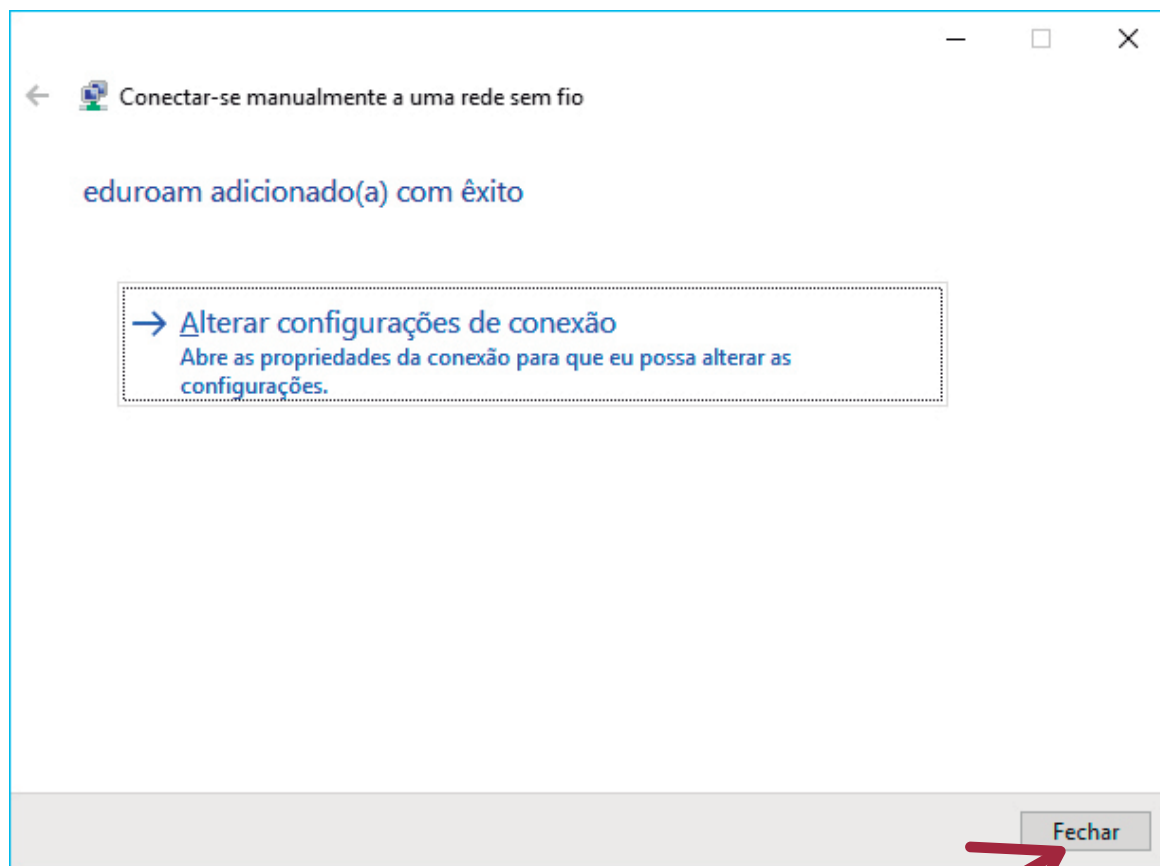 Conectar-se manualmente a uma rede sem fio
eduroam adicionado(a) com êxito
Alterar configurações de conexão
Abre as propriedades da conexão para que eu possa alterar as
configurações.
Fechar